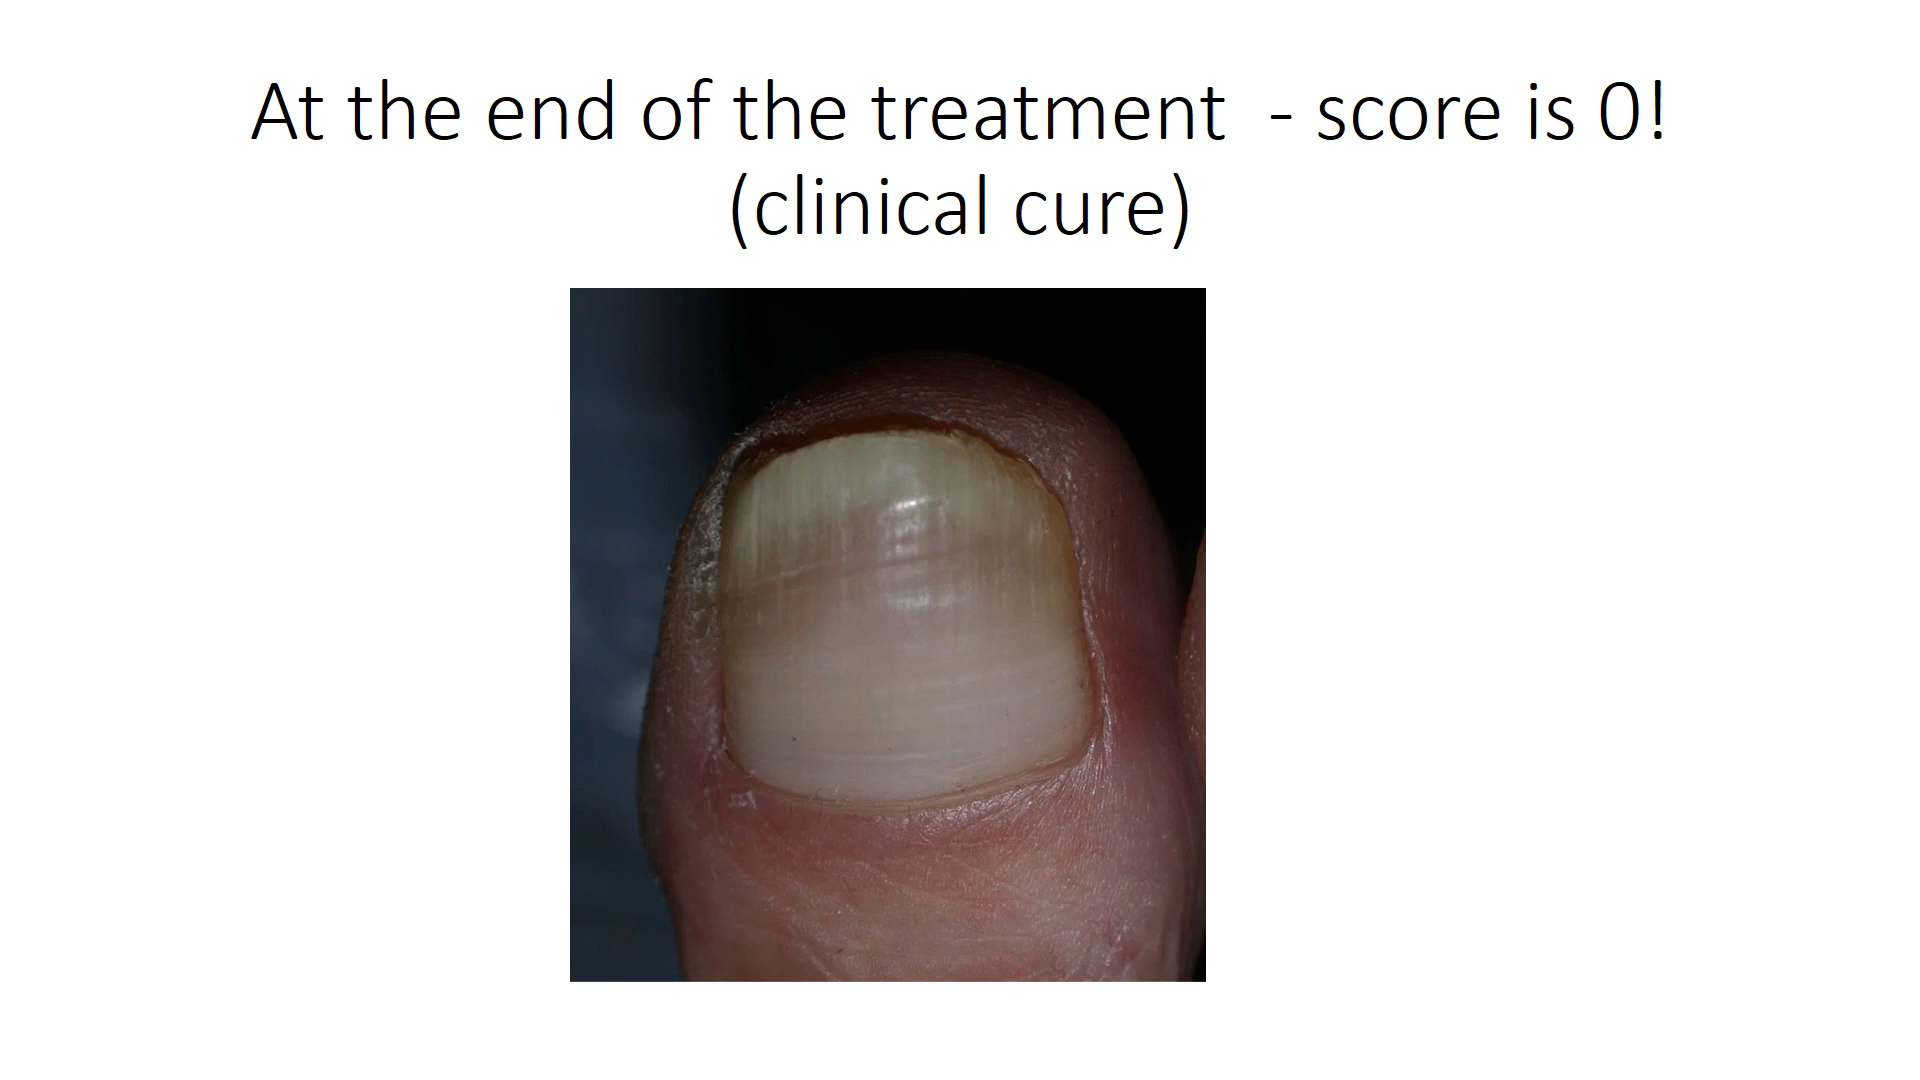 At the end of the treatment  - score is 0!
(clinical cure)